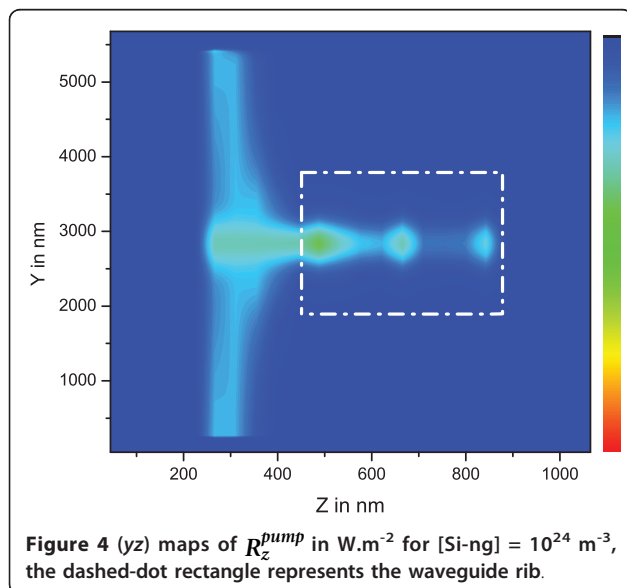 5000
4000
3000
2000
1000
Y in nm
200 400 600 800 1000
Z in nm
Figure 4 (yz) maps of R_z^pump in W.m-2 for [Si-ng] = 10^24 m-3,
the dashed-dot rectangle represents the waveguide rib.